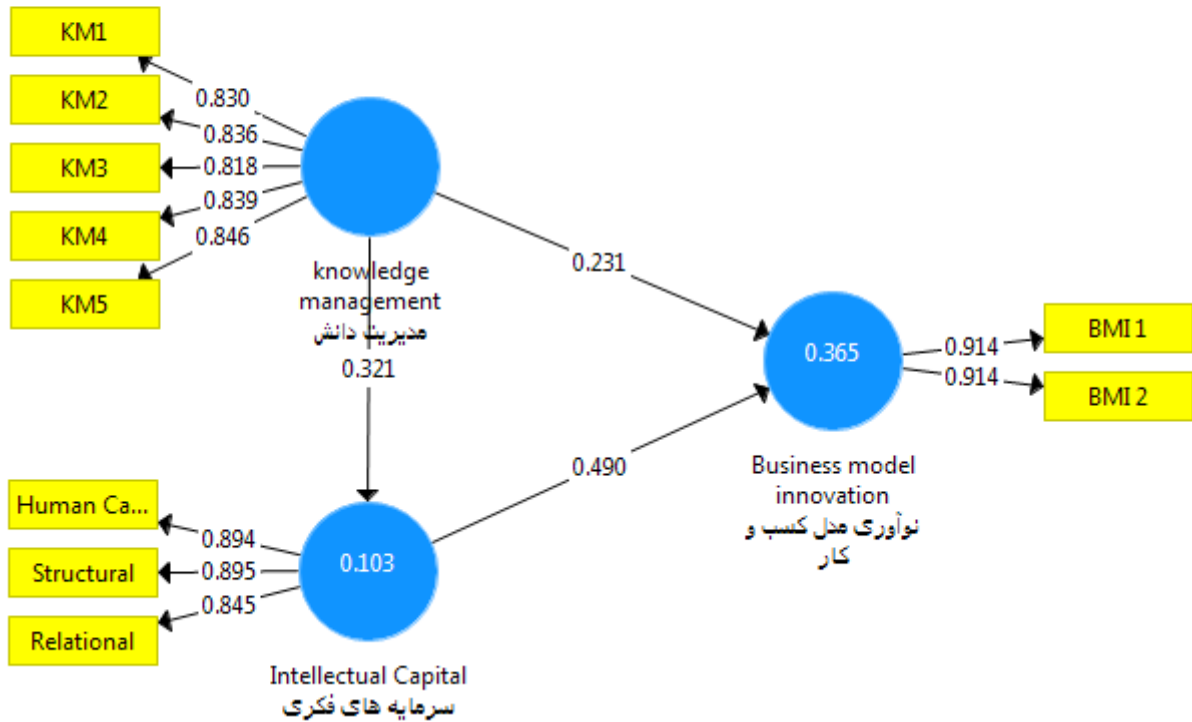 KM1
KM2
KM3
KM4
KM5
0.830
0.836
0.818
0.839
0.846
knowledge
management
مدیریت دانش
0.321
0.231
0.365
0.914
0.914
BMI 1
BMI 2
Business model
innovation
نوآوری مدل کسب و
کار
0.490
Human Ca...
Structural
Relational
0.894
0.895
0.845
0.103
Intellectual Capital
سرمایه های فکری